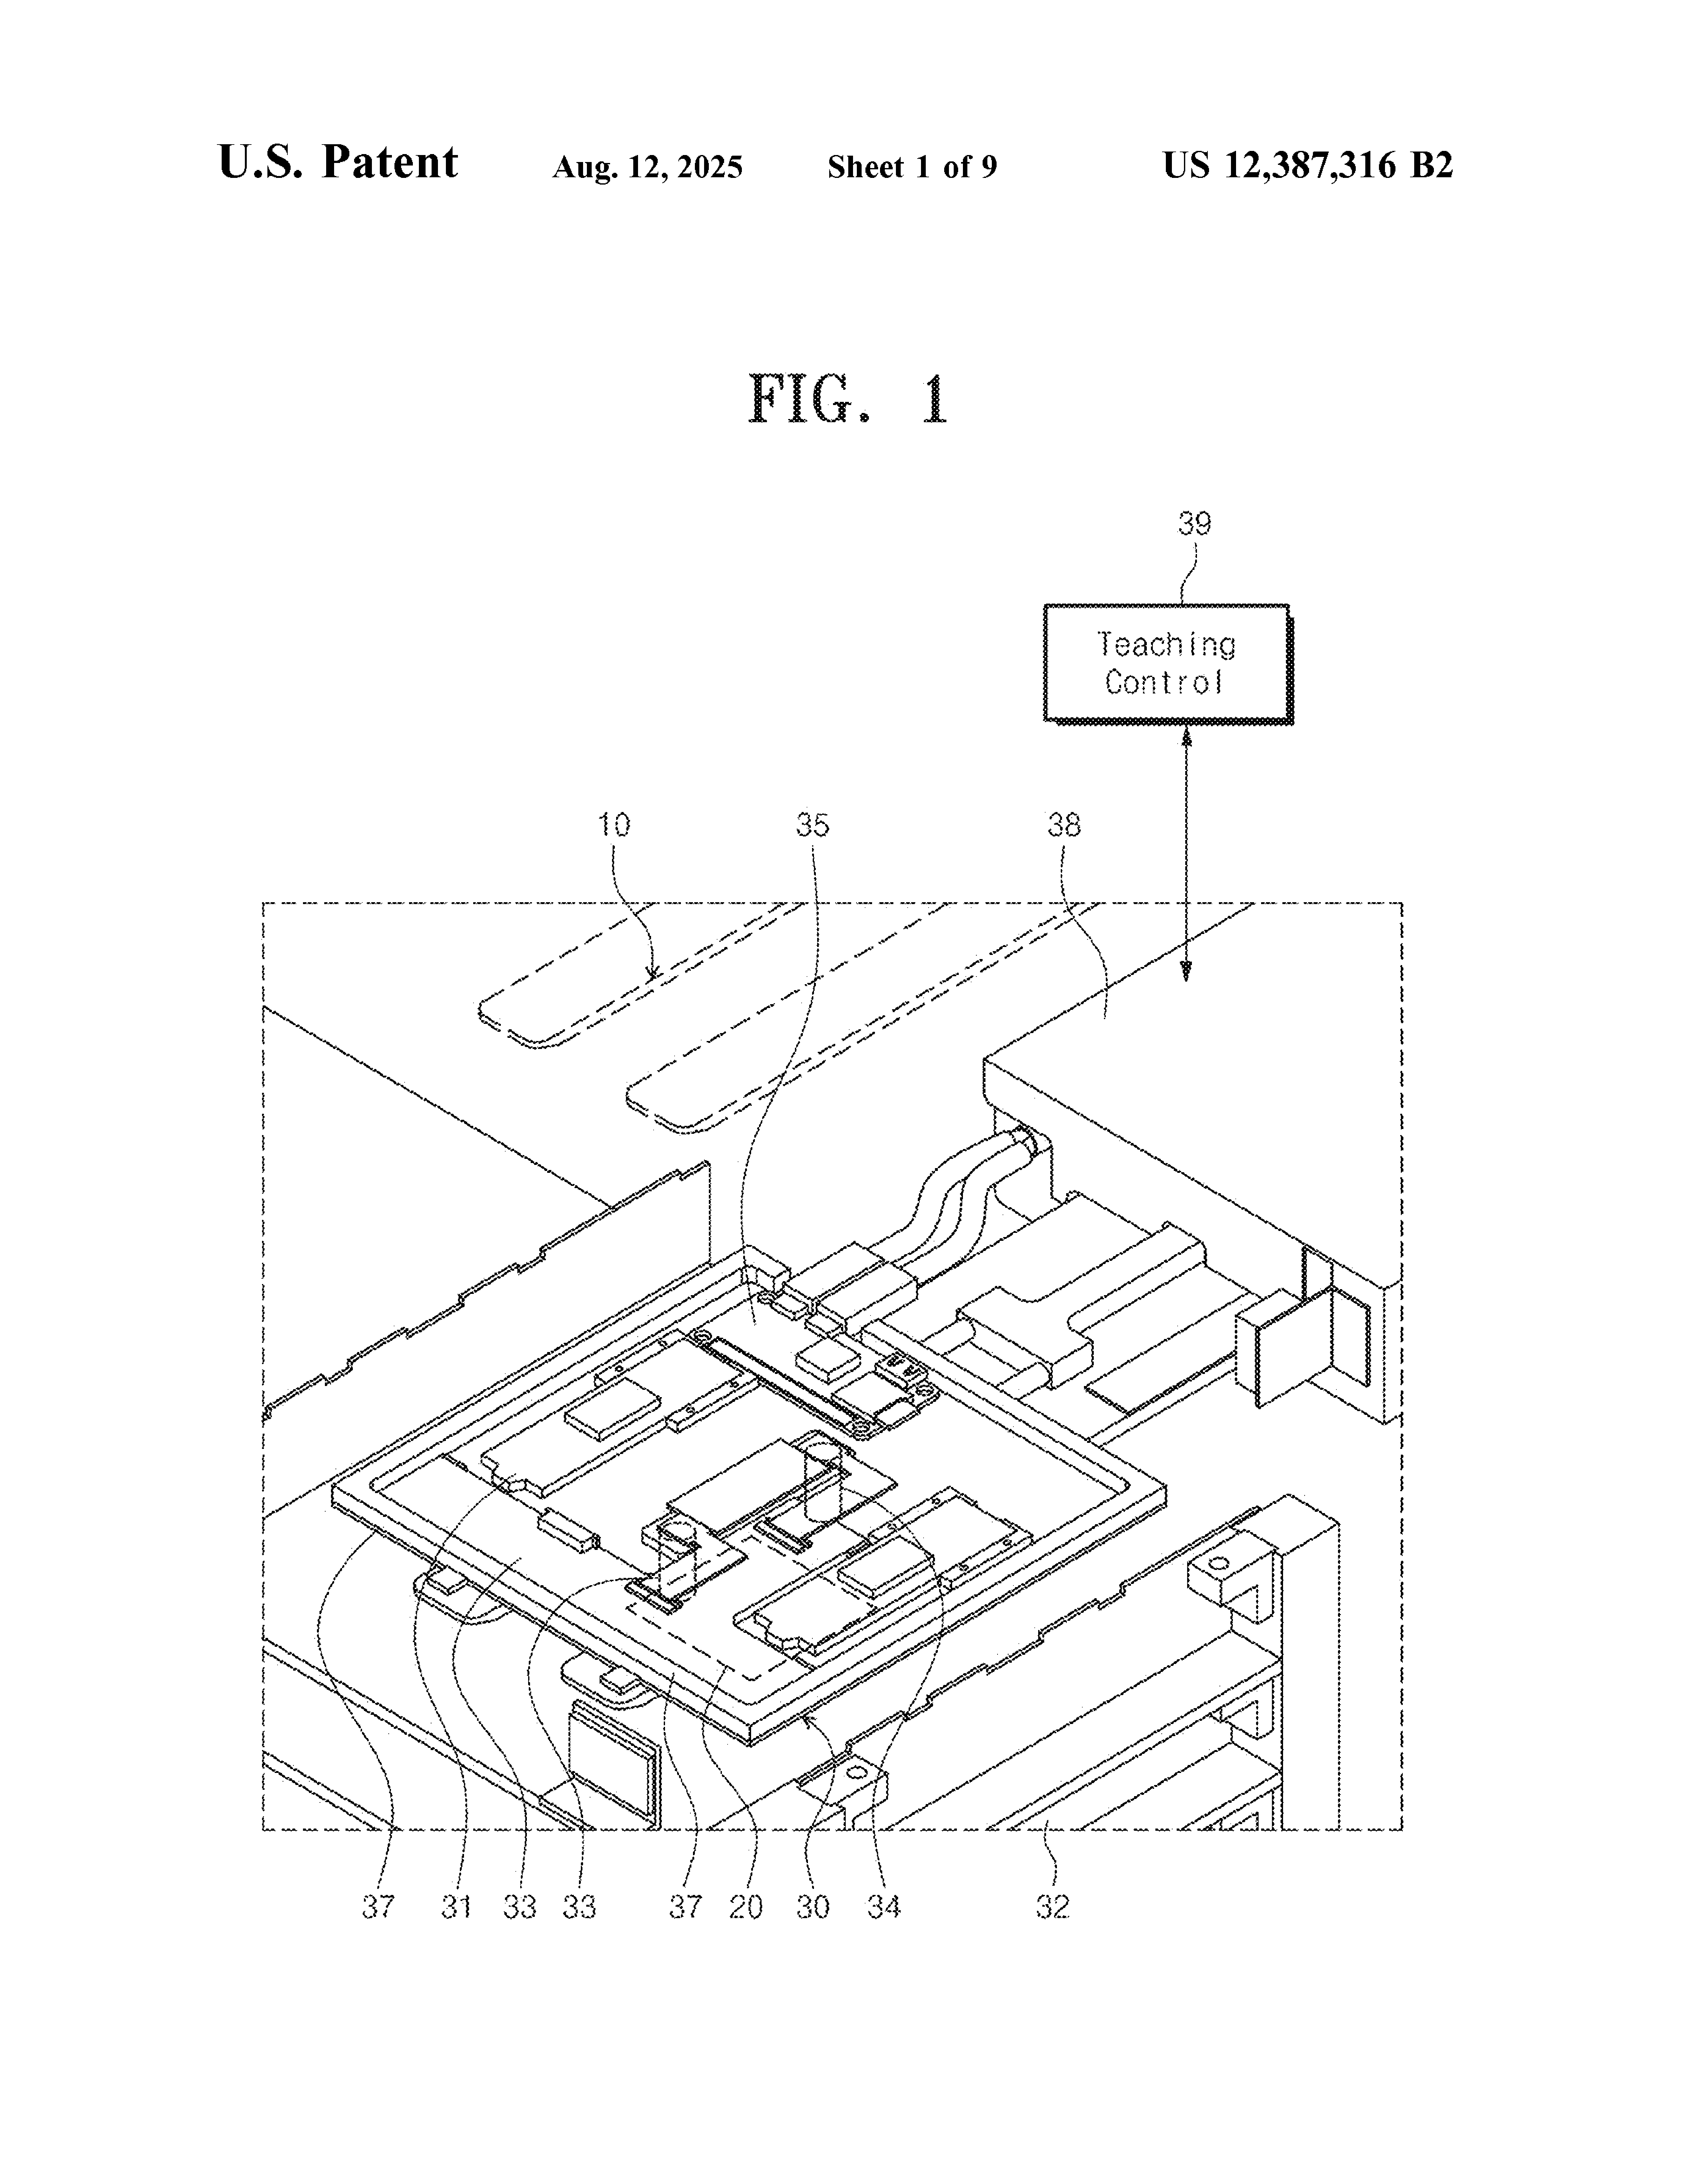 U.S. Patent Aug. 12, 2025 Sheet 1 of 9 US 12,387,316 B2
FIG. 1
39
Teaching
Control
10 35 38
37 31 33 33 37 20 30 34 32